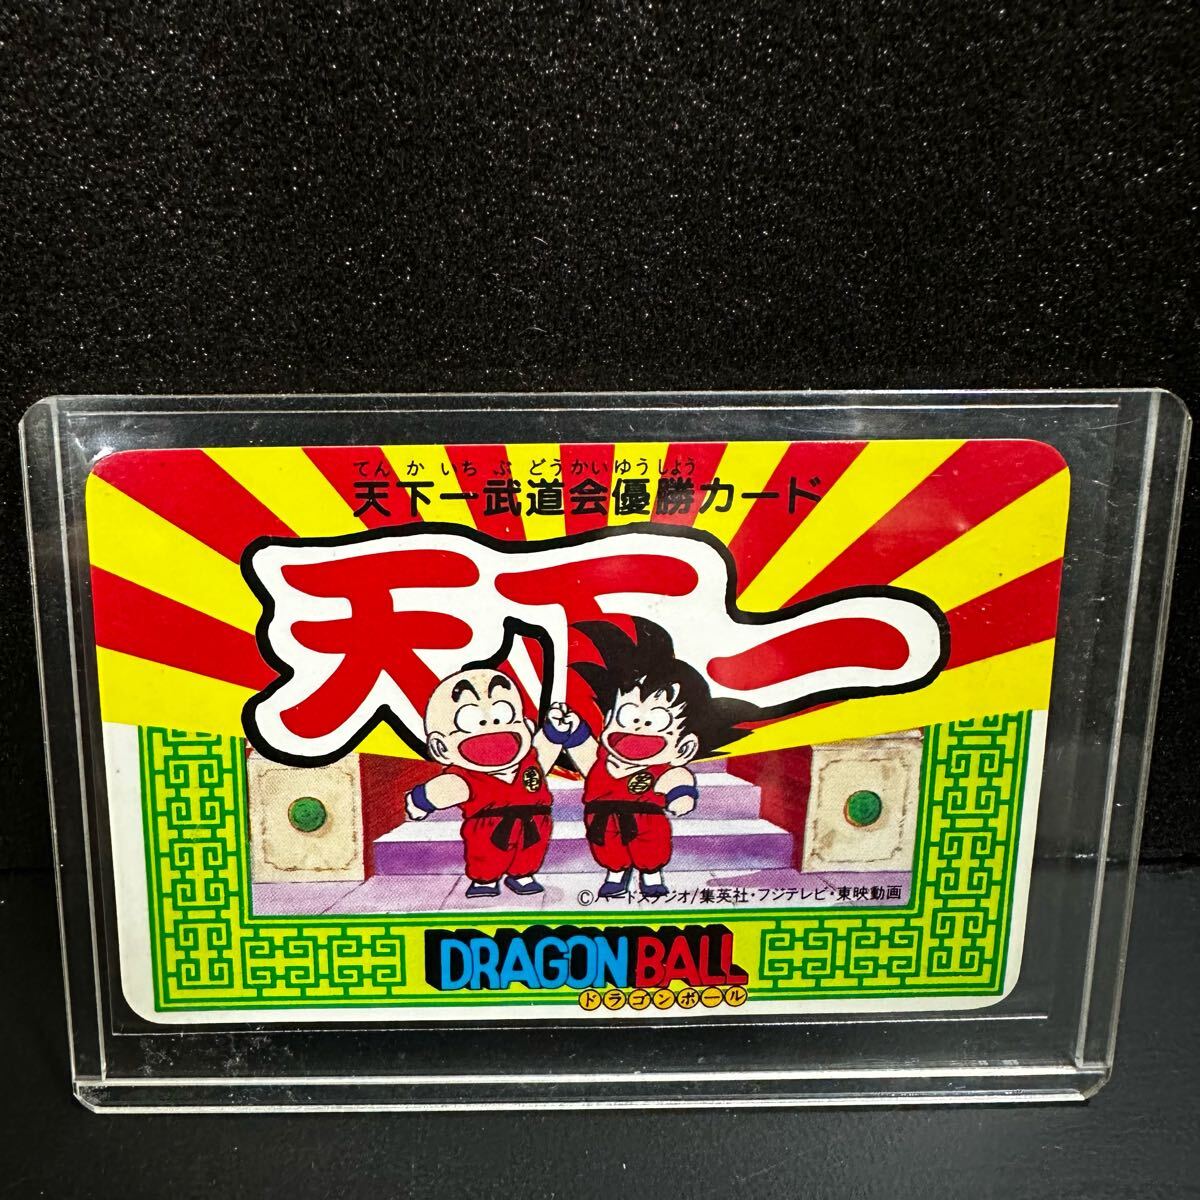 てんかいちぶどうかいゆうしょう
天下一武道会優勝カード
天下一
©バードスタジオ/集英社・フジテレビ・東映動画
DRAGON BALL
ドラゴンボール